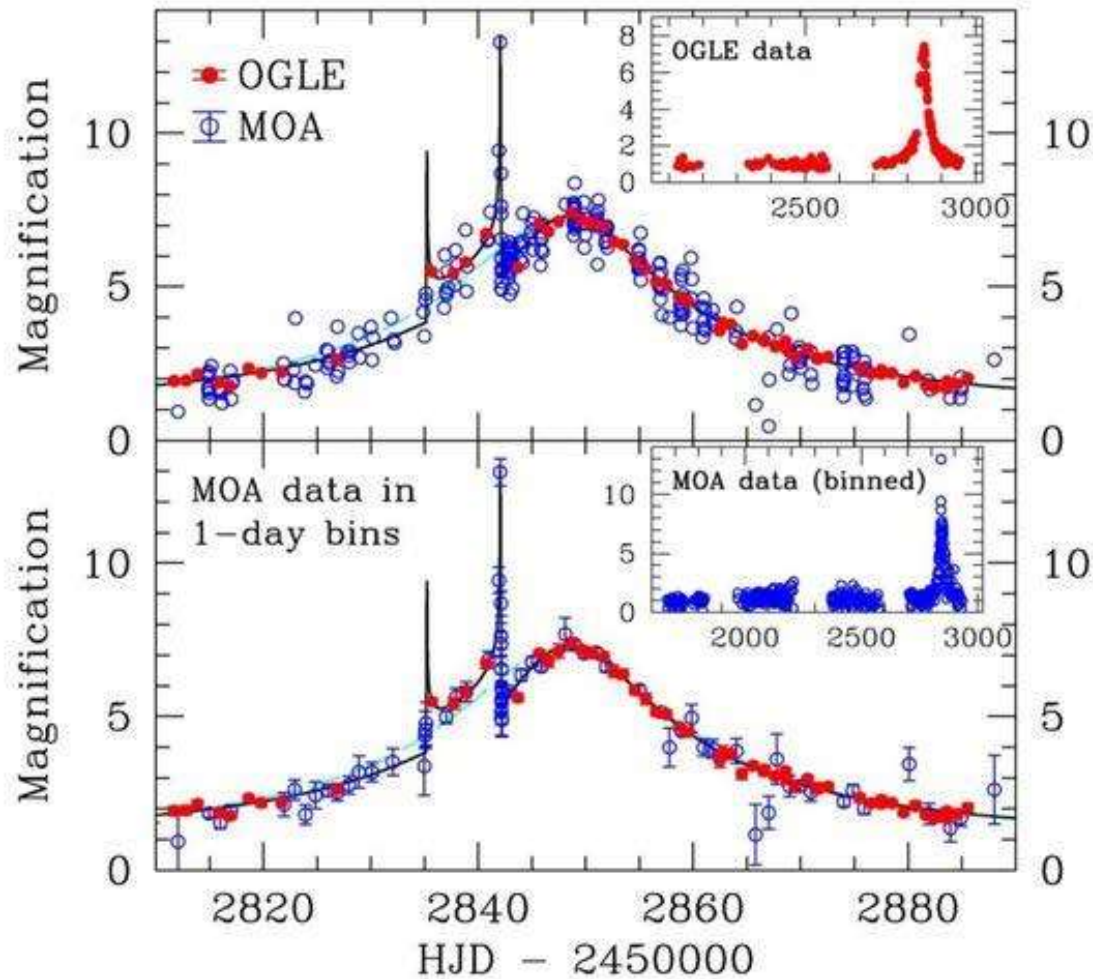 OGLE
MOA
OGLE data
8
6
4
2
0
2500 3000
Magnification
10
5
0
10
5
0
MOA data in
1-day bins
MOA data (binned)
10
5
0
2000 2500 3000
Magnification
10
5
0
10
5
0
2820 2840 2860 2880
HJD - 2450000